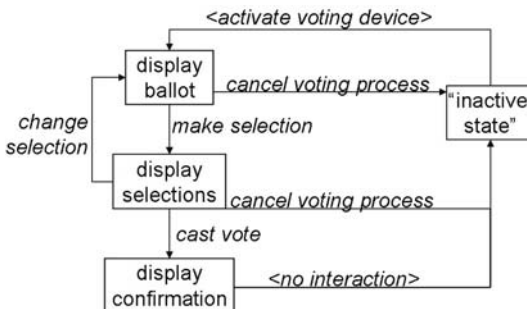 <activate voting device>
display
ballot
cancel voting process
"inactive
state"
change
selection
make selection
display
selections
cancel voting process
cast vote
display
confirmation
<no interaction>